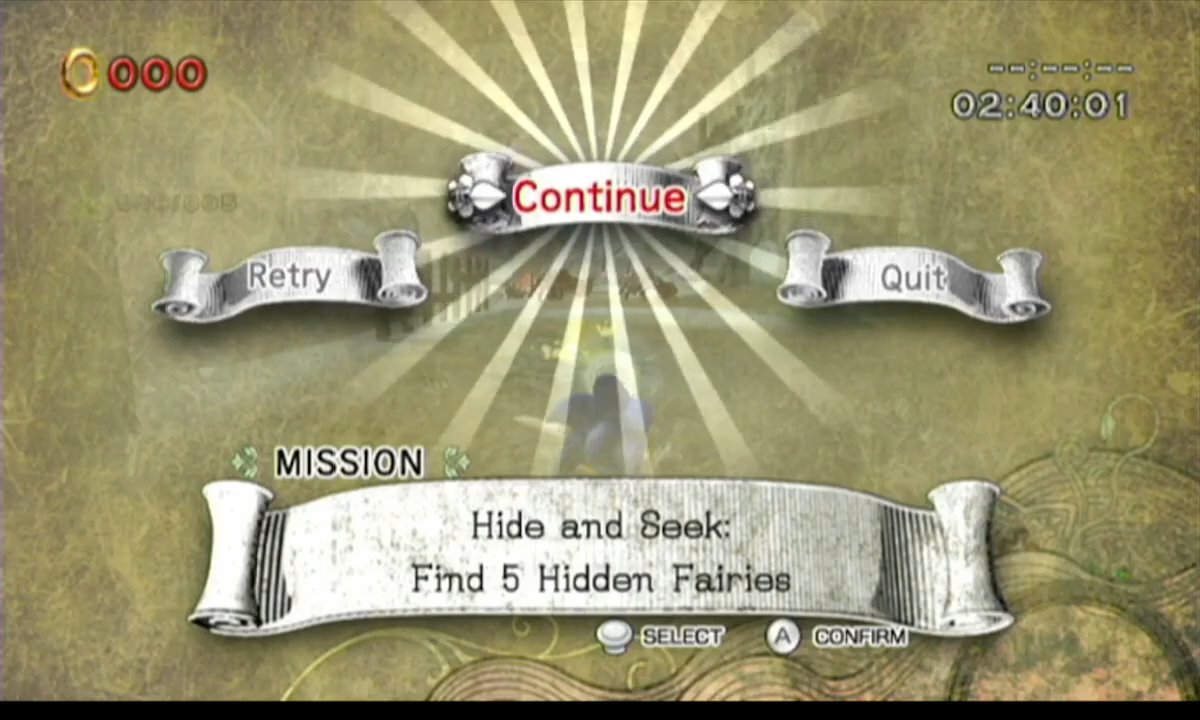 000
--:--:--
02:40:01
Continue
Retry
Quit
MISSION
Hide and Seek:
Find 5 Hidden Fairies
SELECT
A CONFIRM